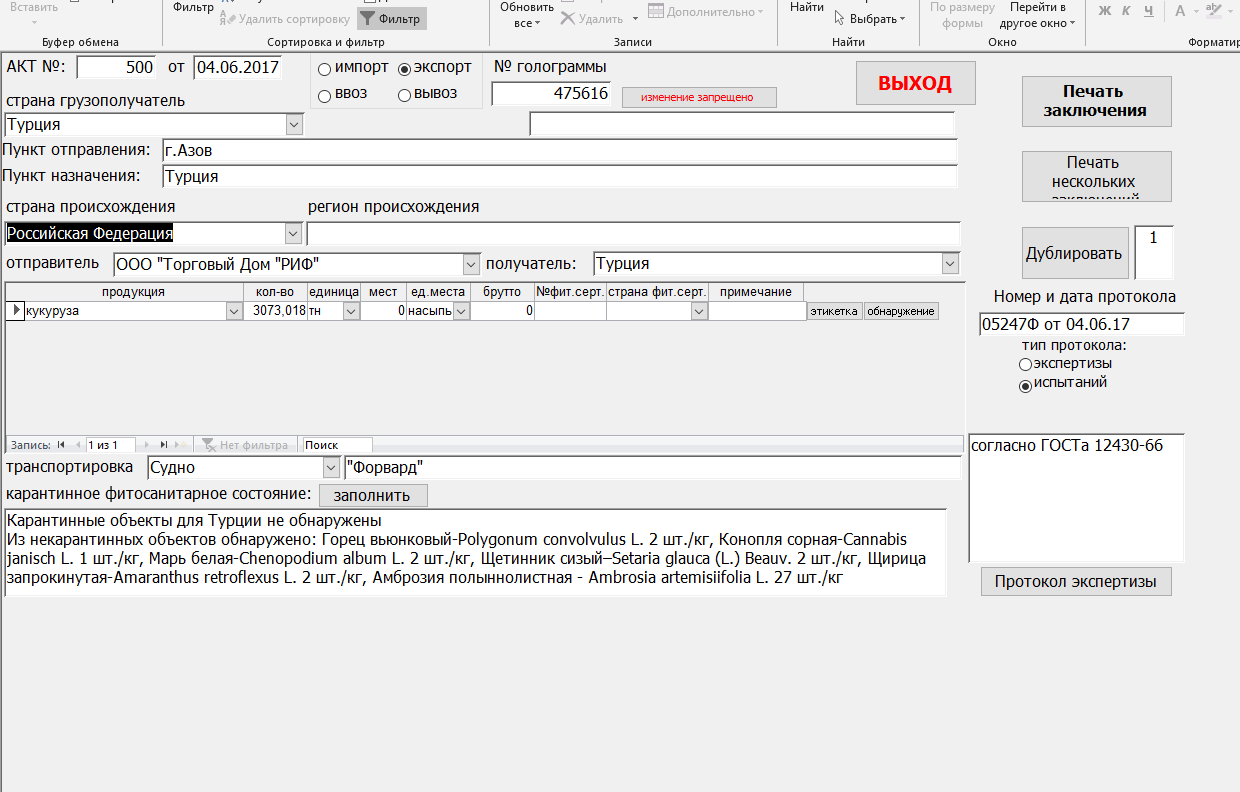 Вставить
Фильтр
Удалить сортировку
Фильтр
Обновить
все
Удалить
Дополнительно
Найти
Выбрать
По размеру
формы
Перейти в
другое окно
Ж К Ч А ab
Буфер обмена
Сортировка и фильтр
Записи
Найти
Окно
Форматир
АКТ №: 500 от 04.06.2017
импорт экспорт
ввоз вывоз
№ голограммы
475616 изменение запрещено
ВЫХОД
Печать
заключения
страна грузополучатель
Турция
Пункт отправления: г.Азов
Пункт назначения: Турция
Печать
нескольких
заключений
страна происхождения регион происхождения
Российская Федерация
Дублировать 1
отправитель ООО "Торговый Дом "РИФ" получатель: Турция
продукция кол-во единица мест ед.места брутто №фит.серт. страна фит.серт. примечание
кукуруза 3073,018 тн 0 насыпь 0 этикетка обнаружение
Номер и дата протокола
05247Ф от 04.06.17
тип протокола:
экспертизы
испытаний
Запись: 1 из 1 Нет фильтра Поиск
транспортировка Судно "Форвард"
согласно ГОСТа 12430-66
карантинное фитосанитарное состояние: заполнить
Карантинные объекты для Турции не обнаружены
Из некарантинных объектов обнаружено: Горец вьюнковый-Polygonum convolvulus L. 2 шт./кг, Конопля сорная-Cannabis
janisch L. 1 шт./кг, Марь белая-Chenopodium album L. 2 шт./кг, Щетинник сизый–Setaria glauca (L.) Beauv. 2 шт./кг, Щирица
запрокинутая-Amaranthus retroflexus L. 2 шт./кг, Амброзия полыннолистная - Ambrosia artemisiifolia L. 27 шт./кг
Протокол экспертизы